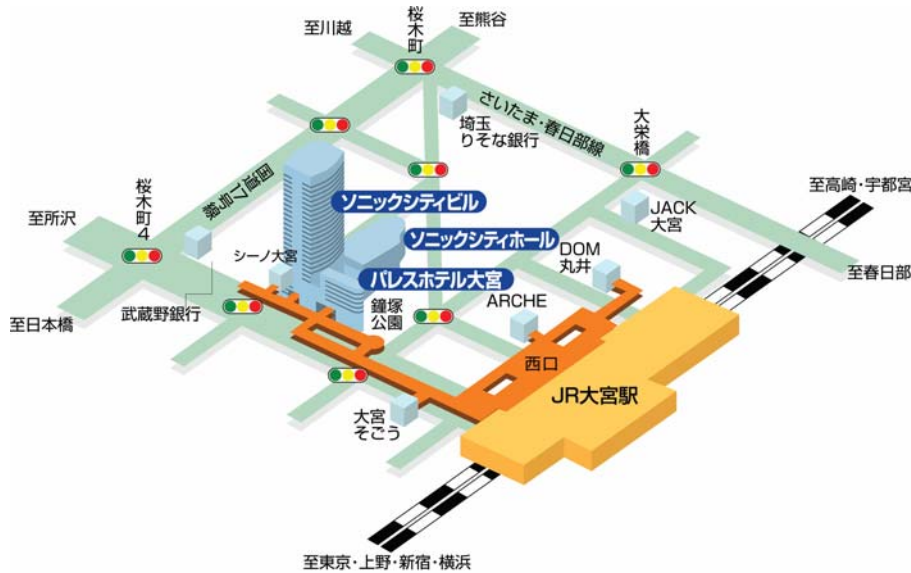 至川越
桜木町
至熊谷
さいたま・春日部線
埼玉
りそな銀行
大栄橋
至高崎・宇都宮
国道17号線
桜木町4
至所沢
ソニックシティビル
JACK
大宮
ソニックシティホール
シーノ大宮
DOM
丸井
パレスホテル大宮
至春日部
武蔵野銀行
至日本橋
鐘塚
公園
ARCHE
西口
JR大宮駅
大宮
そごう
至東京・上野・新宿・横浜